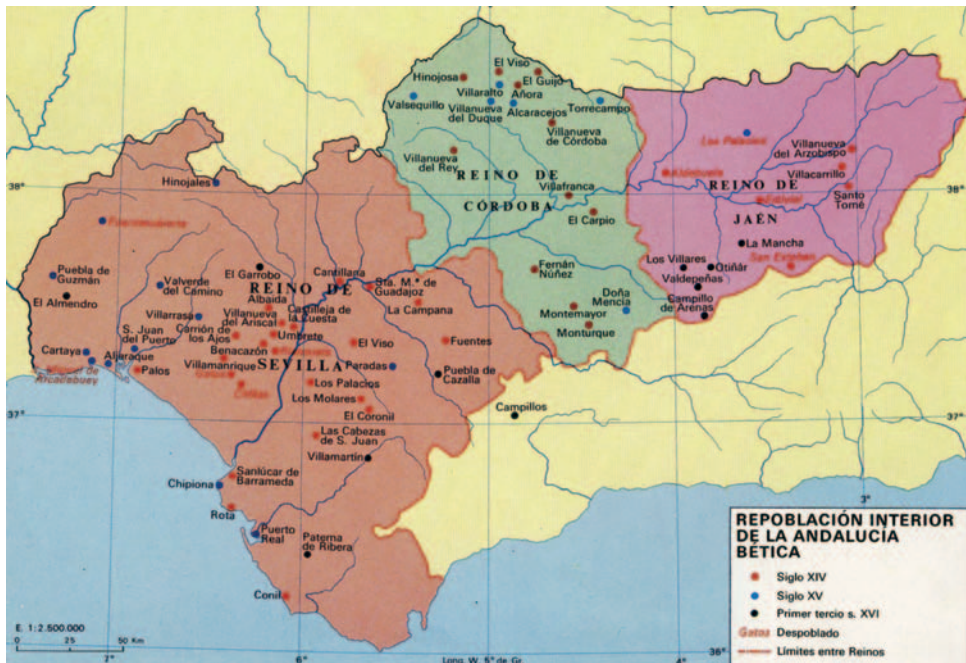 El Viso
Hinojosa
El Guijo
Villaralto
Añora
Valsequillo
Villanueva
del Duque
Alcaracejos
Torrecampo
Villanueva
de Córdoba
Villanueva
del Rey
REINO DE
CÓRDOBA
Villafranca
El Carpio
Fernán
Núñez
Doña
Mencía
Montemayor
Monturque
Los Palacios
Villanueva
del Arzobispo
Villacarrillo
Aldehuela
REINO DE
JAÉN
Santo
Tomé
La Mancha
Los Villares
Otíñar
San Esteban
Valdepeñas
Campillo
de Arenas
38
38
Hinojales
Puebla de
Guzmán
El Almendro
Valverde
del Camino
El Garrobo
Cantillana
REINO DE
SEVILLA
Sta. M.ª de
Guadajoz
La Campana
Albaida
Villanueva
del Ariscal
Castilleja de
la Cuesta
Villarrasa
Carrión de
los Ajos
Umbrete
S. Juan
del Puerto
Benacazón
El Viso
Fuentes
Cartaya
Aljaraque
Villamanrique
Paradas
Palos
Gatos
Los Palacios
Puebla de
Cazalla
Los Molares
El Coronil
37
37
Campillos
Las Cabezas
de S. Juan
Villamartín
Sanlúcar de
Barrameda
Chipiona
Rota
Puerto
Real
Paterna
de Ribera
Conil
3°
REPOBLACIÓN INTERIOR
DE LA ANDALUCÍA
BÉTICA
Siglo XIV
Siglo XV
Primer tercio s. XVI
Gatos Despoblado
Límites entre Reinos
E. 1:2.500.000
0 25 50 Km
7°
6°
Long. W. 5° de Gr.
4°
36°